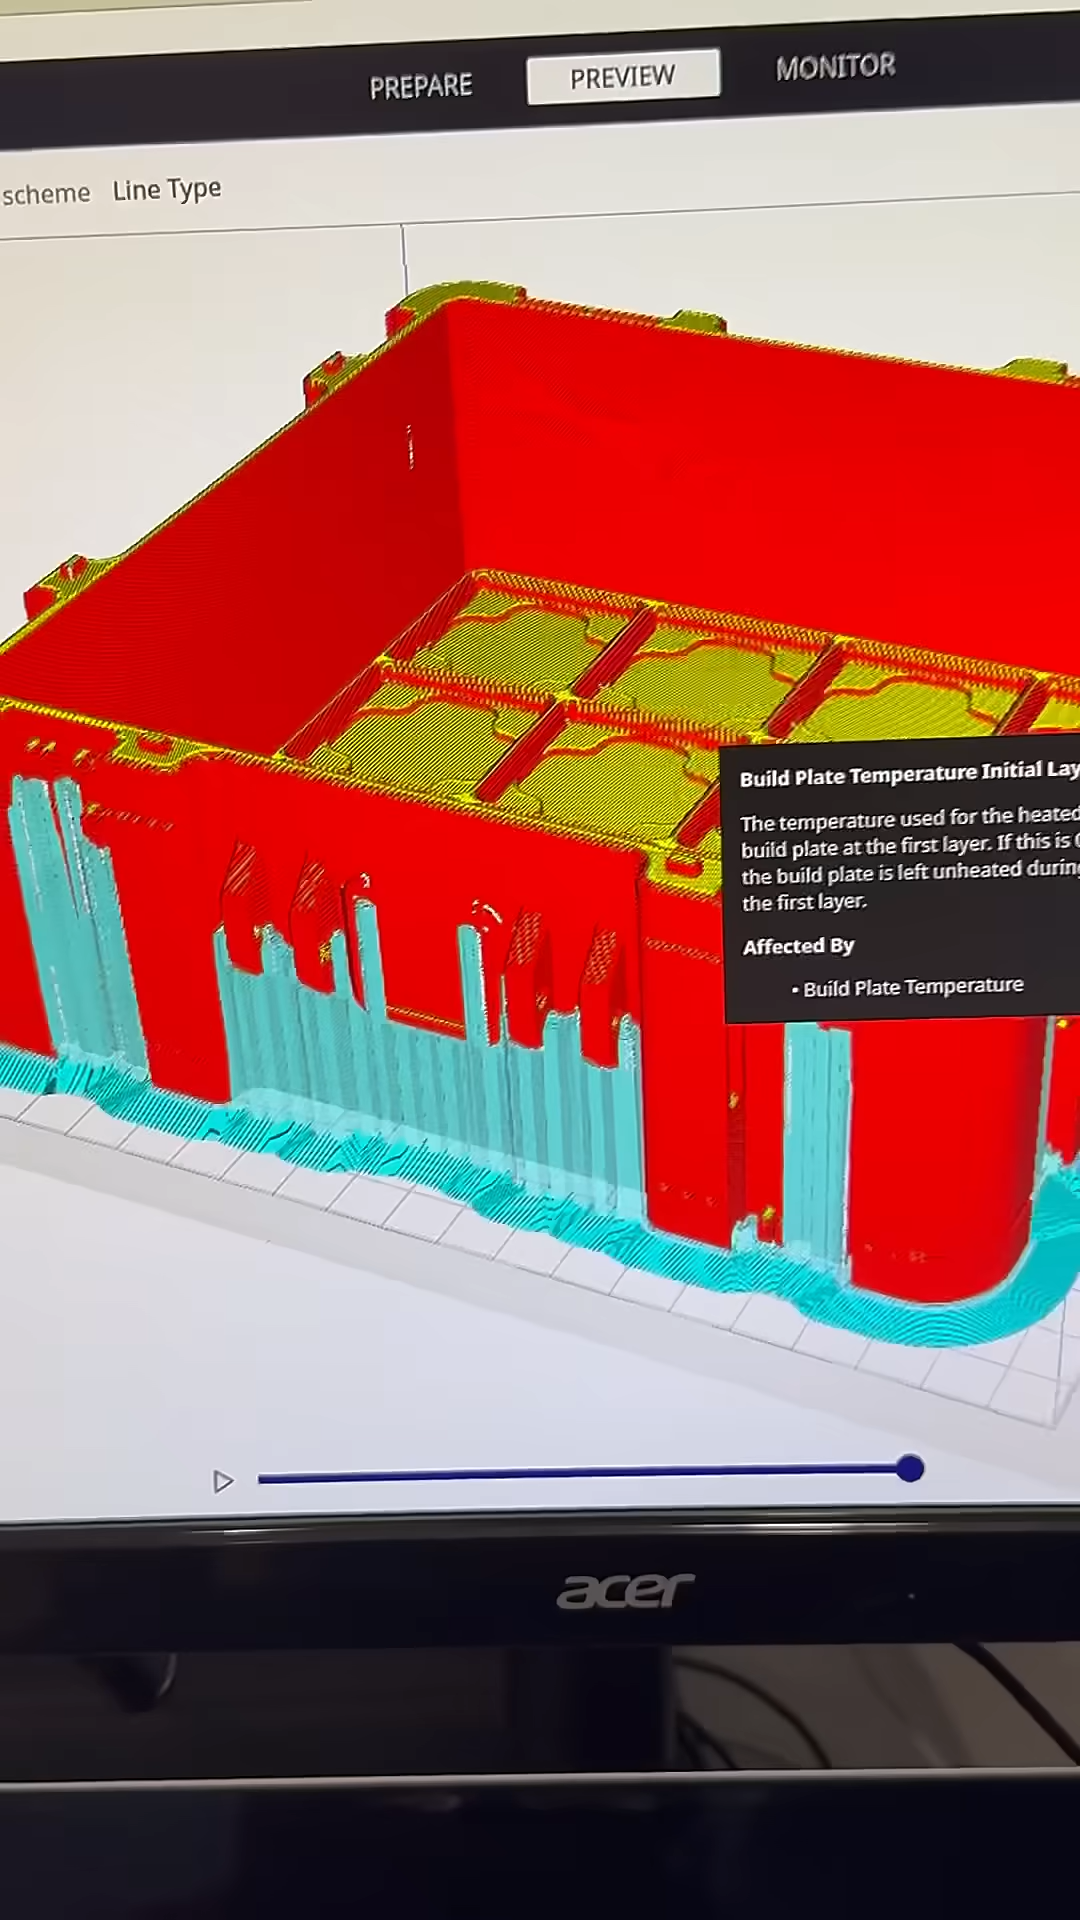 PREPARE PREVIEW MONITOR
scheme Line Type
Build Plate Temperature Initial Lay
The temperature used for the heated
build plate at the first layer. If this is
the build plate is left unheated during
the first layer.
Affected By
• Build Plate Temperature
acer